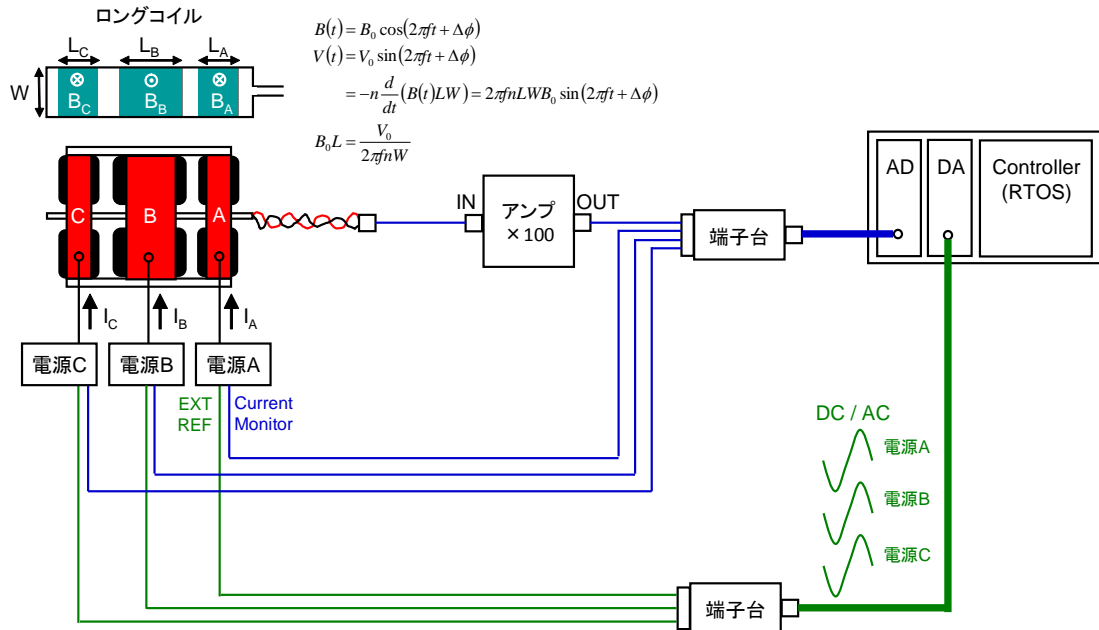 ロングコイル
L_C L_B L_A
W
B_C B_B B_A
B(t) = B_0 cos(2πft + Δφ)
V(t) = V_0 sin(2πft + Δφ)
= -n d/dt (B(t)LW) = 2πfnLWB_0 sin(2πft + Δφ)
B_0L = V_0 / 2πfnW
C B A
IN アンプ ×100 OUT
端子台
AD DA Controller (RTOS)
I_C I_B I_A
電源C 電源B 電源A
EXT REF
Current Monitor
DC / AC
電源A
電源B
電源C
端子台